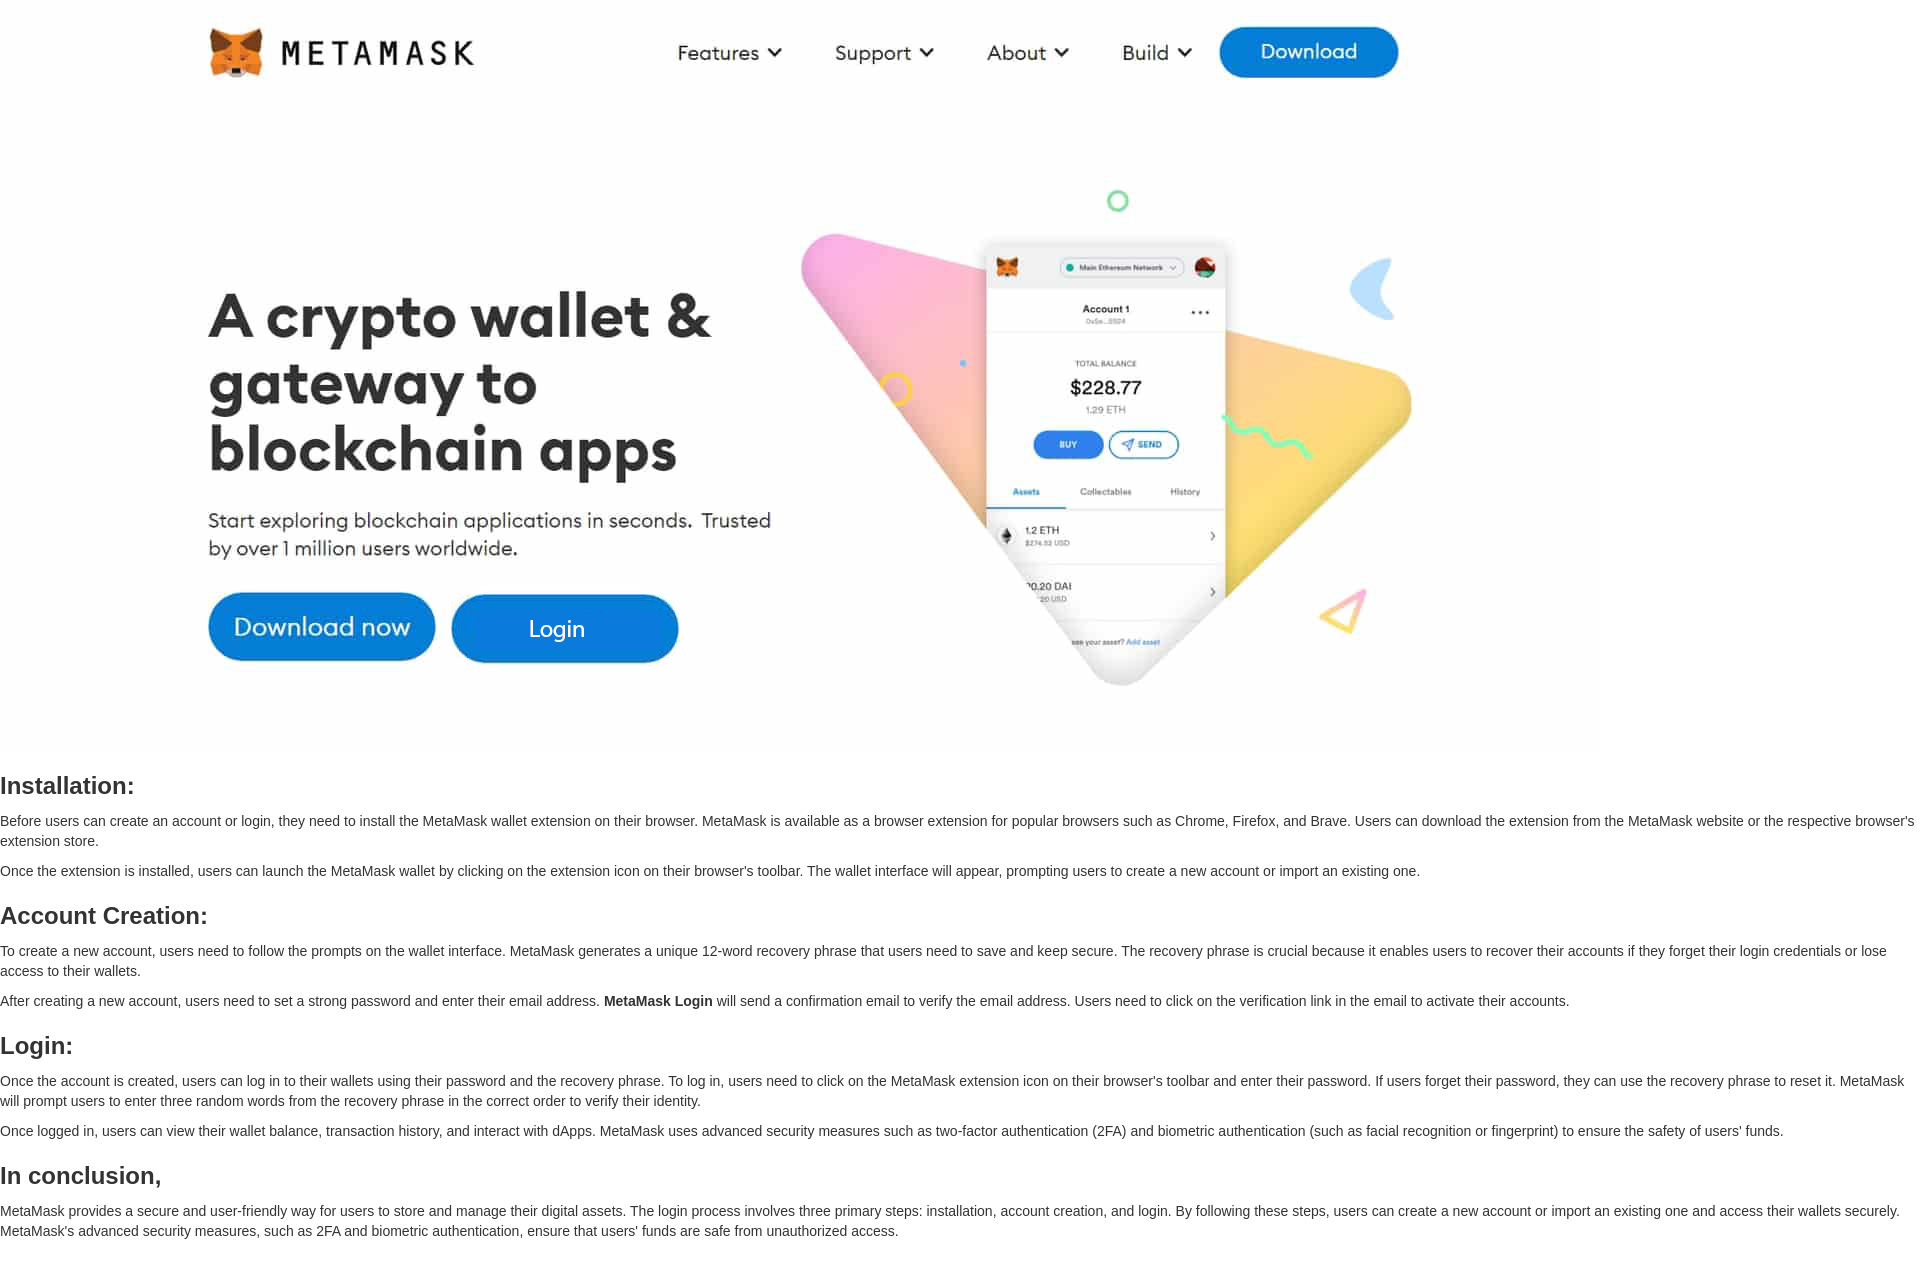 METAMASK
Features
Support
About
Build
Download
A crypto wallet &
gateway to
blockchain apps
Start exploring blockchain applications in seconds. Trusted
by over 1 million users worldwide.
Download now
Login
Main Ethereum Network
Account 1
TOTAL BALANCE
$228.77
1.29 ETH
BUY
SEND
Assets
Collectables
History
1.2 ETH
$274.93 USD
0.20 DAI
.20 USD
see your asset? Add asset
Installation:
Before users can create an account or login, they need to install the MetaMask wallet extension on their browser. MetaMask is available as a browser extension for popular browsers such as Chrome, Firefox, and Brave. Users can download the extension from the MetaMask website or the respective browser's
extension store.
Once the extension is installed, users can launch the MetaMask wallet by clicking on the extension icon on their browser's toolbar. The wallet interface will appear, prompting users to create a new account or import an existing one.
Account Creation:
To create a new account, users need to follow the prompts on the wallet interface. MetaMask generates a unique 12-word recovery phrase that users need to save and keep secure. The recovery phrase is crucial because it enables users to recover their accounts if they forget their login credentials or lose
access to their wallets.
After creating a new account, users need to set a strong password and enter their email address. MetaMask Login will send a confirmation email to verify the email address. Users need to click on the verification link in the email to activate their accounts.
Login:
Once the account is created, users can log in to their wallets using their password and the recovery phrase. To log in, users need to click on the MetaMask extension icon on their browser's toolbar and enter their password. If users forget their password, they can use the recovery phrase to reset it. MetaMask
will prompt users to enter three random words from the recovery phrase in the correct order to verify their identity.
Once logged in, users can view their wallet balance, transaction history, and interact with dApps. MetaMask uses advanced security measures such as two-factor authentication (2FA) and biometric authentication (such as facial recognition or fingerprint) to ensure the safety of users' funds.
In conclusion,
MetaMask provides a secure and user-friendly way for users to store and manage their digital assets. The login process involves three primary steps: installation, account creation, and login. By following these steps, users can create a new account or import an existing one and access their wallets securely.
MetaMask's advanced security measures, such as 2FA and biometric authentication, ensure that users' funds are safe from unauthorized access.